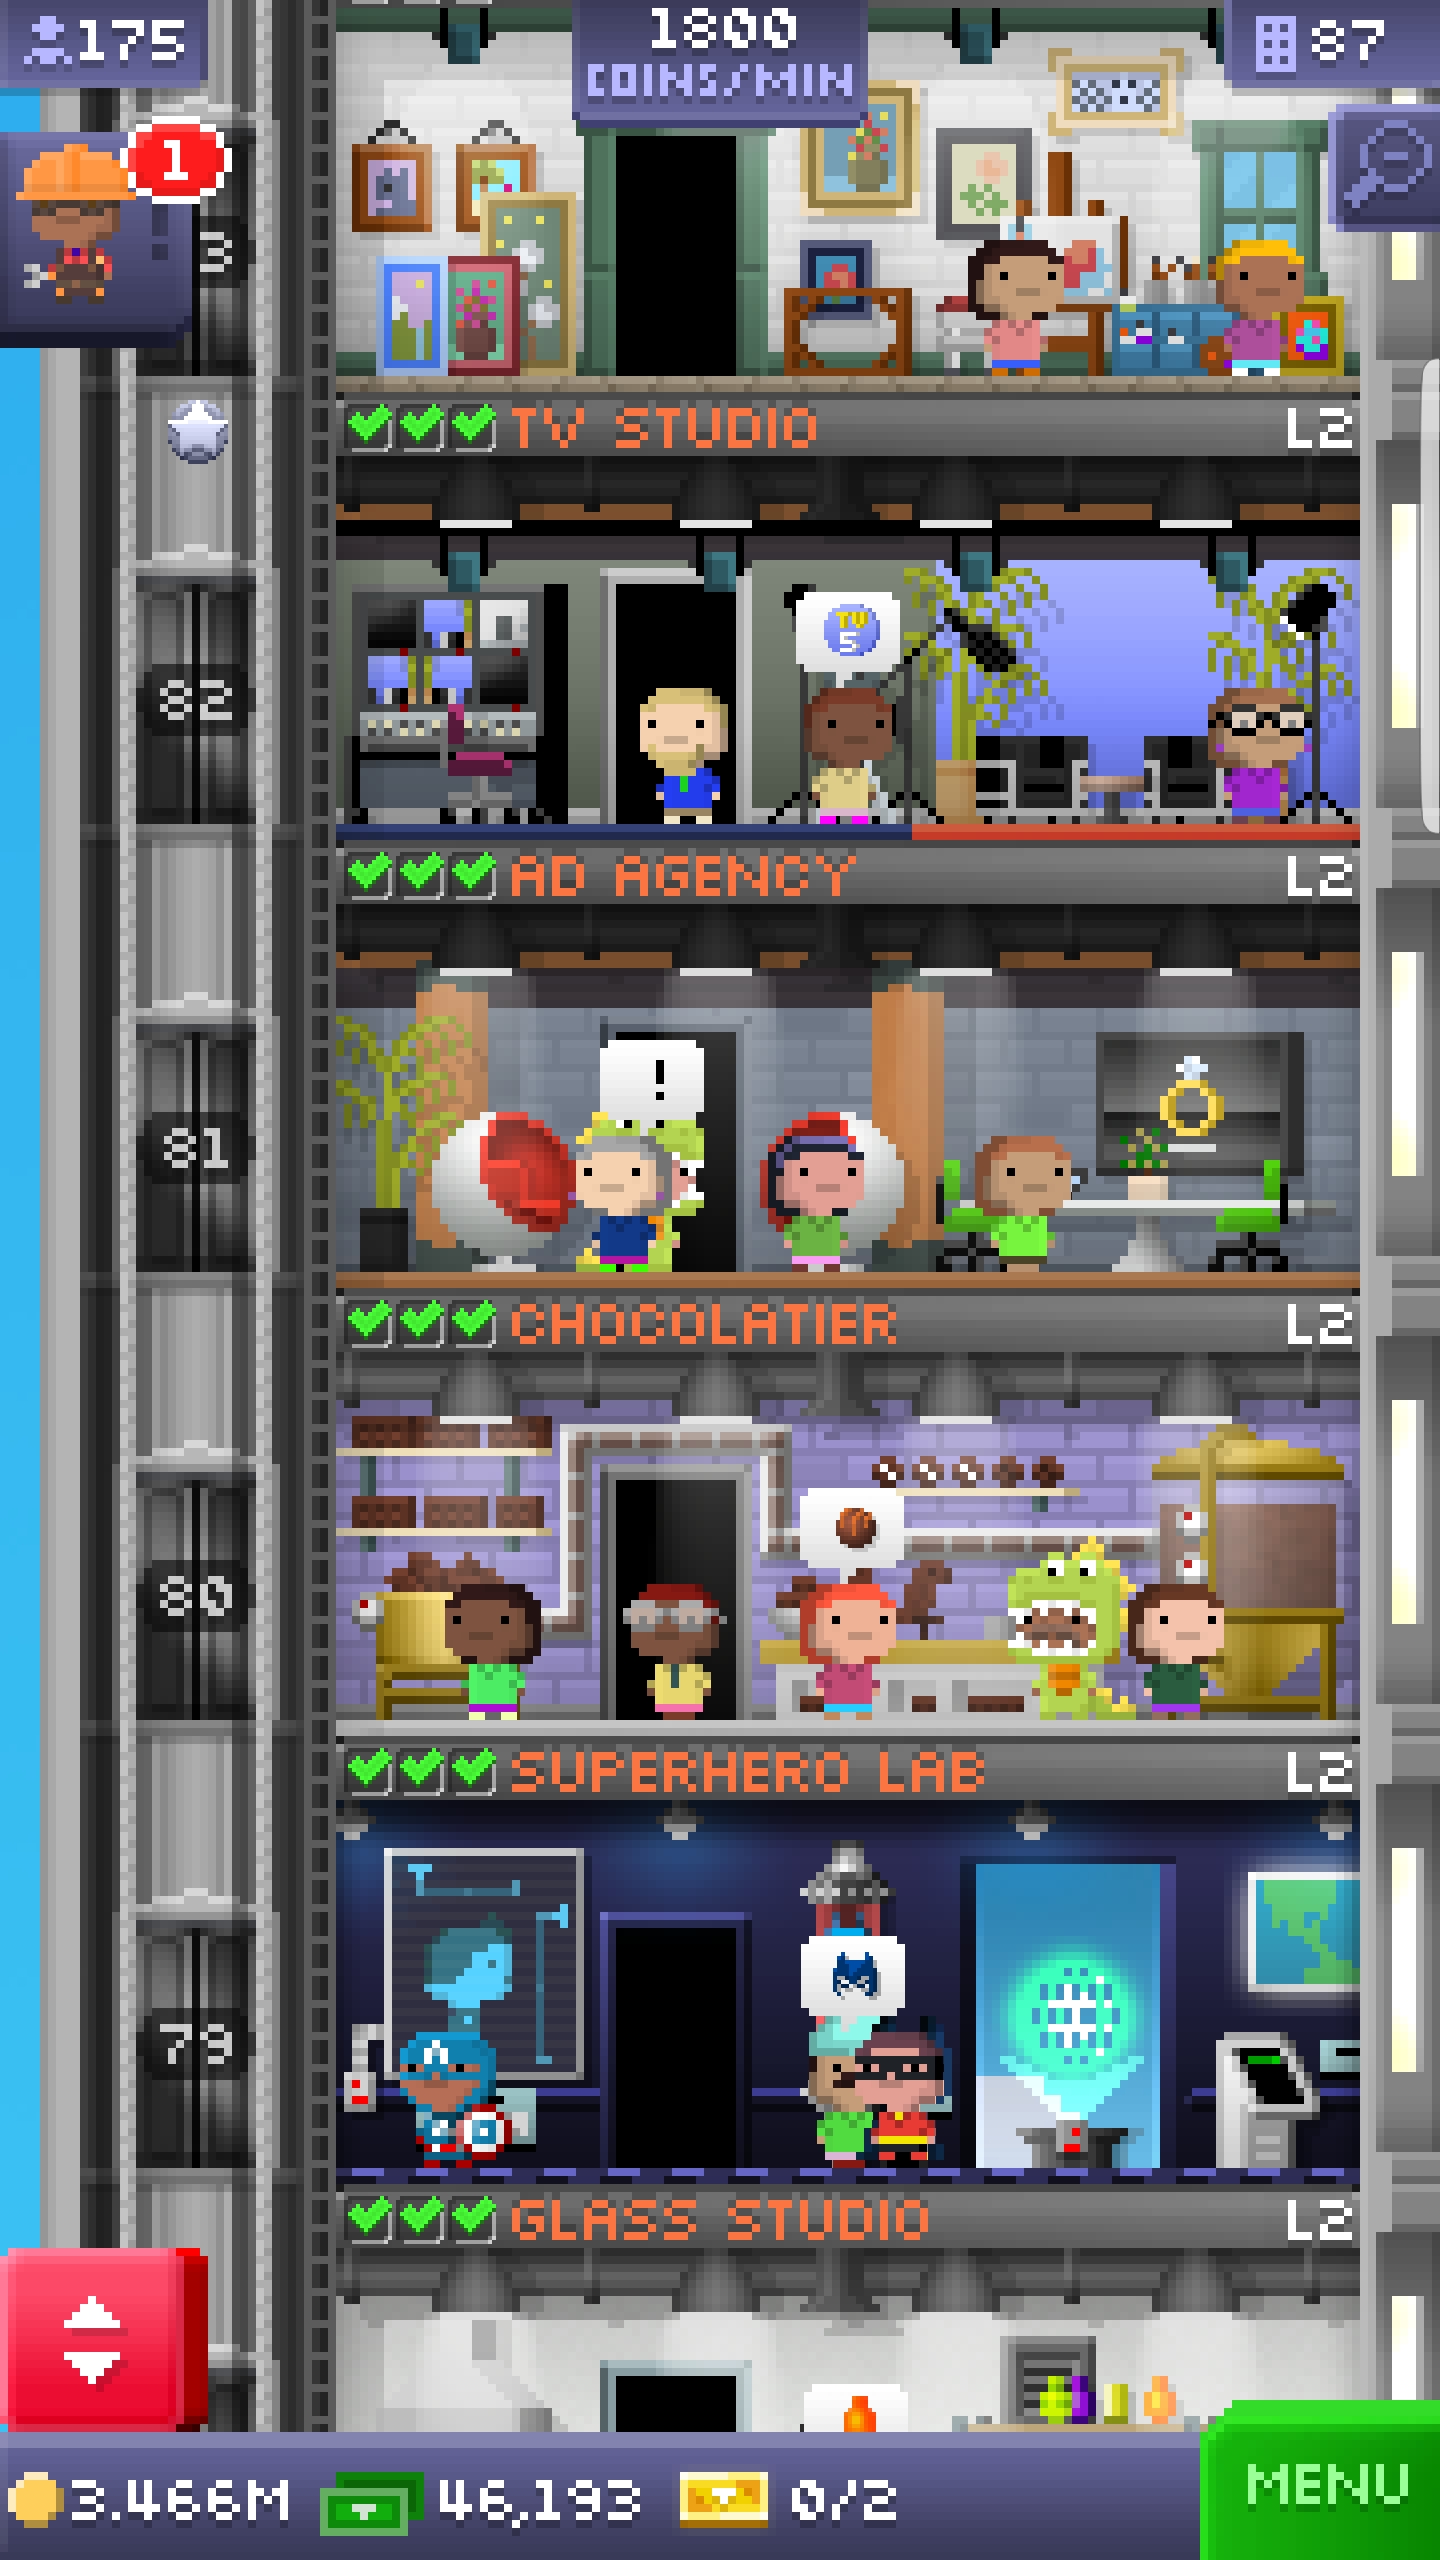 175
1800
COINS/MIN
87
1
3
TV STUDIO L2
82
TV
5
AD AGENCY L2
81
!
CHOCOLATIER L2
80
SUPERHERO LAB L2
79
A
GLASS STUDIO L2
3.466M 46,193 0/2
MENU